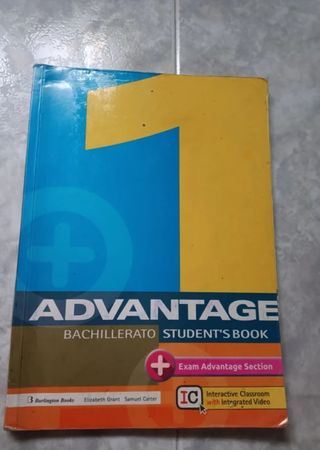 1
ADVANTAGE
BACHILLERATO STUDENT'S BOOK
+ Exam Advantage Section
B Burlington Books Elizabeth Grant Samuel Carter
IC Interactive Classroom
with Integrated Video